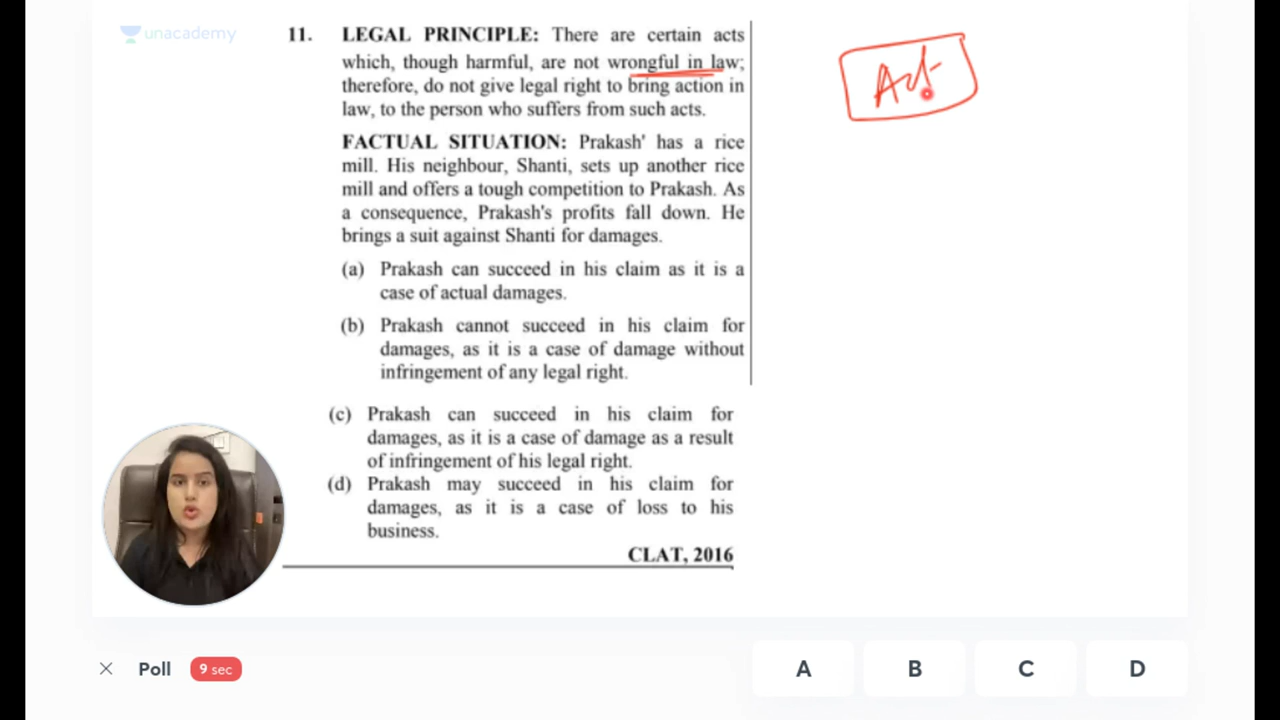 unacademy
11. LEGAL PRINCIPLE: There are certain acts
which, though harmful, are not wrongful in law;
therefore, do not give legal right to bring action in
law, to the person who suffers from such acts.
FACTUAL SITUATION: Prakash' has a rice
mill. His neighbour, Shanti, sets up another rice
mill and offers a tough competition to Prakash. As
a consequence, Prakash's profits fall down. He
brings a suit against Shanti for damages.
(a) Prakash can succeed in his claim as it is a
case of actual damages.
(b) Prakash cannot succeed in his claim for
damages, as it is a case of damage without
infringement of any legal right.
(c) Prakash can succeed in his claim for
damages, as it is a case of damage as a result
of infringement of his legal right.
(d) Prakash may succeed in his claim for
damages, as it is a case of loss to his
business.
CLAT, 2016
Act
Poll 9 sec A B C D